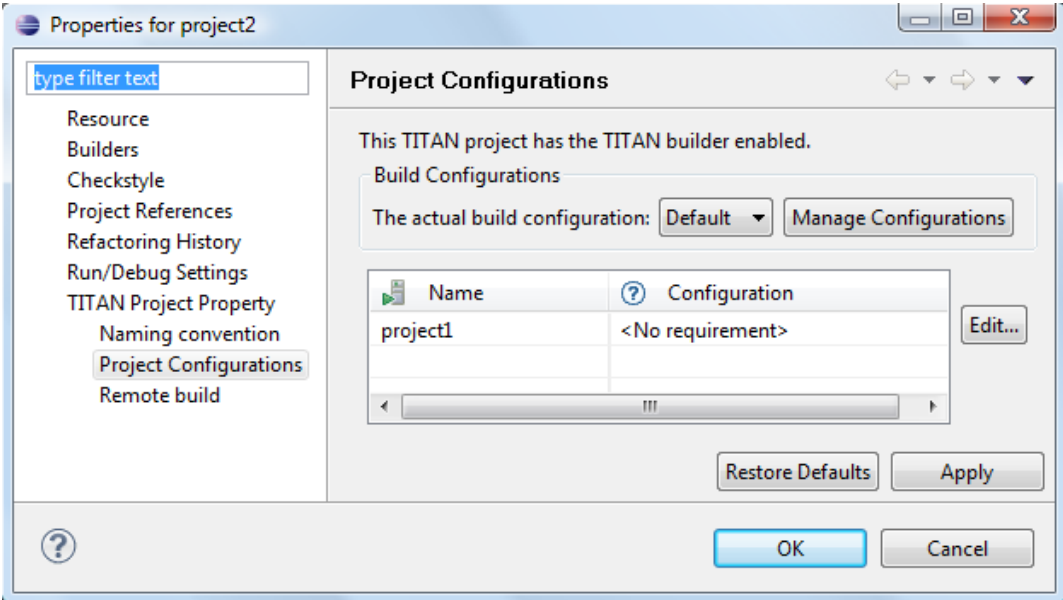 Properties for project2
type filter text
Resource
Builders
Checkstyle
Project References
Refactoring History
Run/Debug Settings
TITAN Project Property
Naming convention
Project Configurations
Remote build
Project Configurations
This TITAN project has the TITAN builder enabled.
Build Configurations
The actual build configuration: Default Manage Configurations
Name Configuration
project1 <No requirement>
Edit...
Restore Defaults Apply
OK Cancel